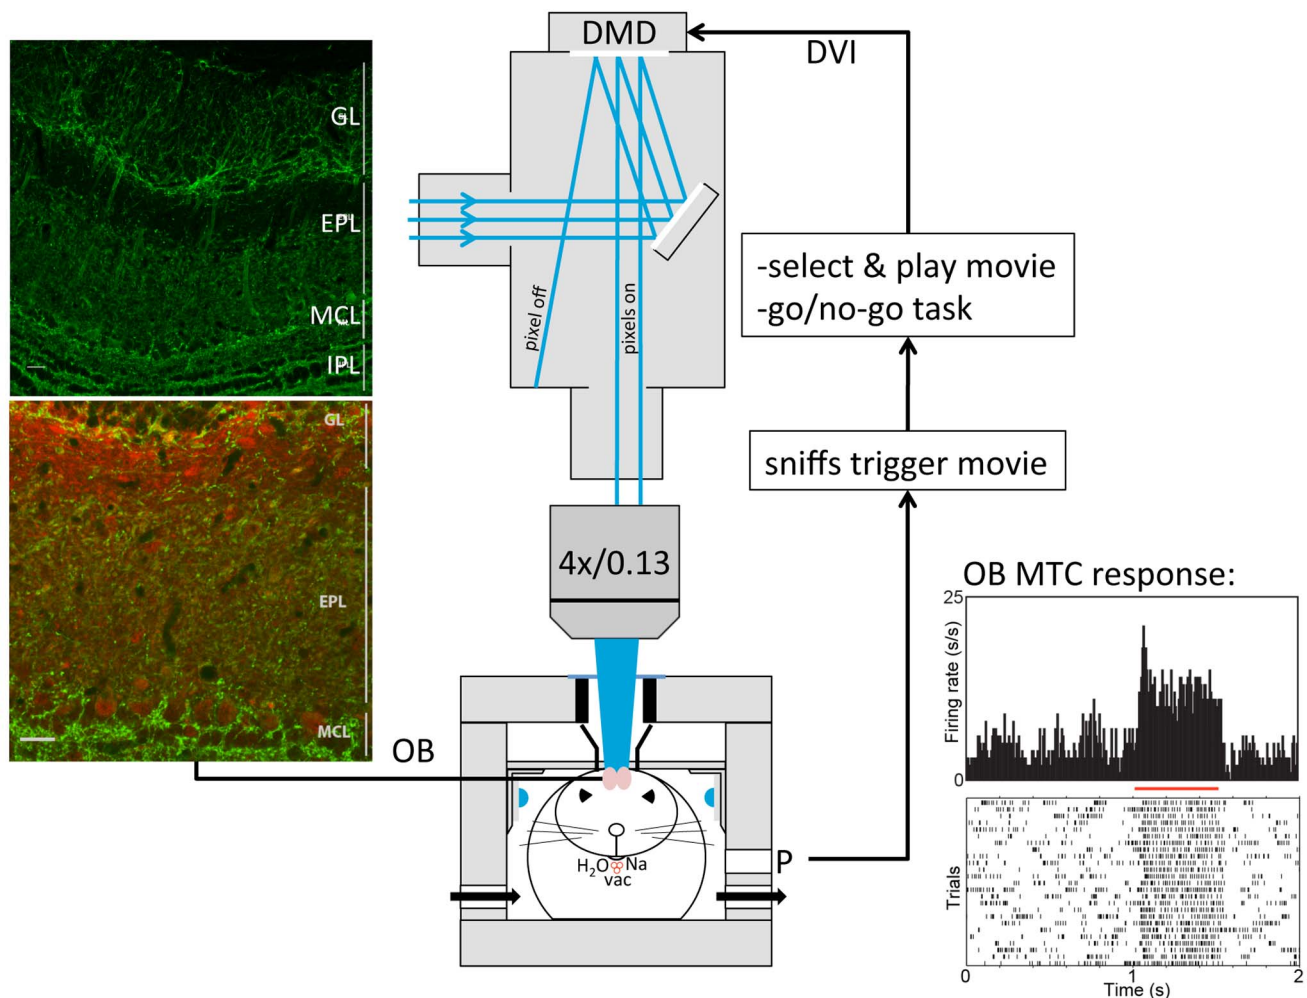 GL
EPL
MCL
IPL
GL
EPL
MCL
DMD
DVI
pixel off
pixels on
-select & play movie
-go/no-go task
sniffs trigger movie
4x/0.13
OB
H₂O Na
vac
P
OB MTC response:
25
Firing rate (s/s)
0
Trials
0 1 2
Time (s)